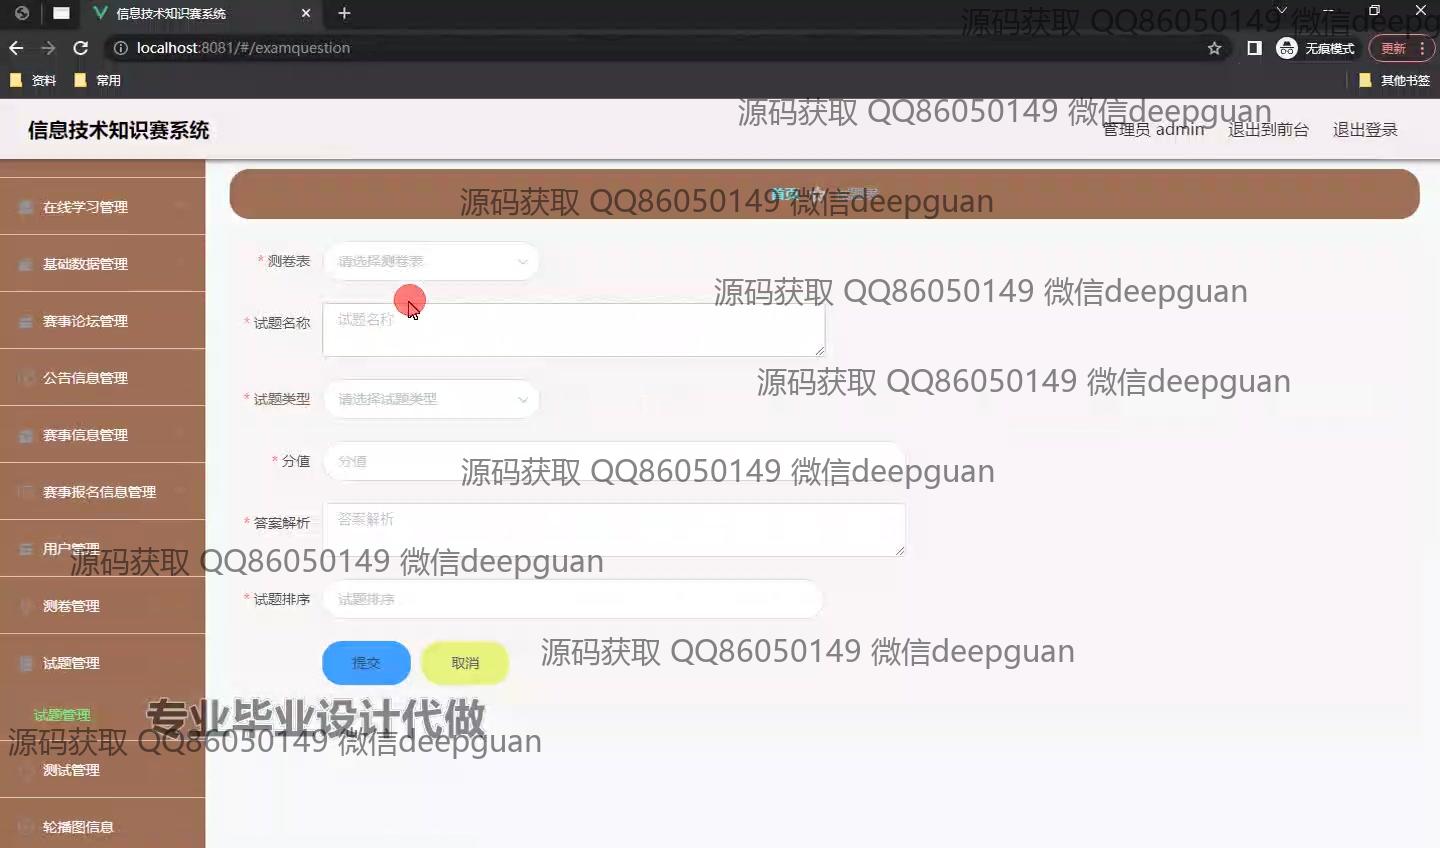 信息技术知识赛系统
localhost:8081/#/examquestion
无痕模式
更新
资料
常用
其他书签
源码获取 QQ86050149 微信deepg
信息技术知识赛系统
管理员 admin
退出到前台
退出登录
源码获取 QQ86050149 微信deepguan
首页
源码获取 QQ86050149 微信deepguan
在线学习管理
基础数据管理
赛事论坛管理
公告信息管理
赛事信息管理
赛事报名信息管理
用户管理
测卷管理
试题管理
试题管理
测试管理
轮播图信息
* 测卷表
请选择测卷表
源码获取 QQ86050149 微信deepguan
* 试题名称
试题名称
源码获取 QQ86050149 微信deepguan
* 试题类型
请选择试题类型
* 分值
分值
源码获取 QQ86050149 微信deepguan
* 答案解析
答案解析
源码获取 QQ86050149 微信deepguan
* 试题排序
试题排序
提交
取消
源码获取 QQ86050149 微信deepguan
专业毕业设计代做
源码获取 QQ86050149 微信deepguan